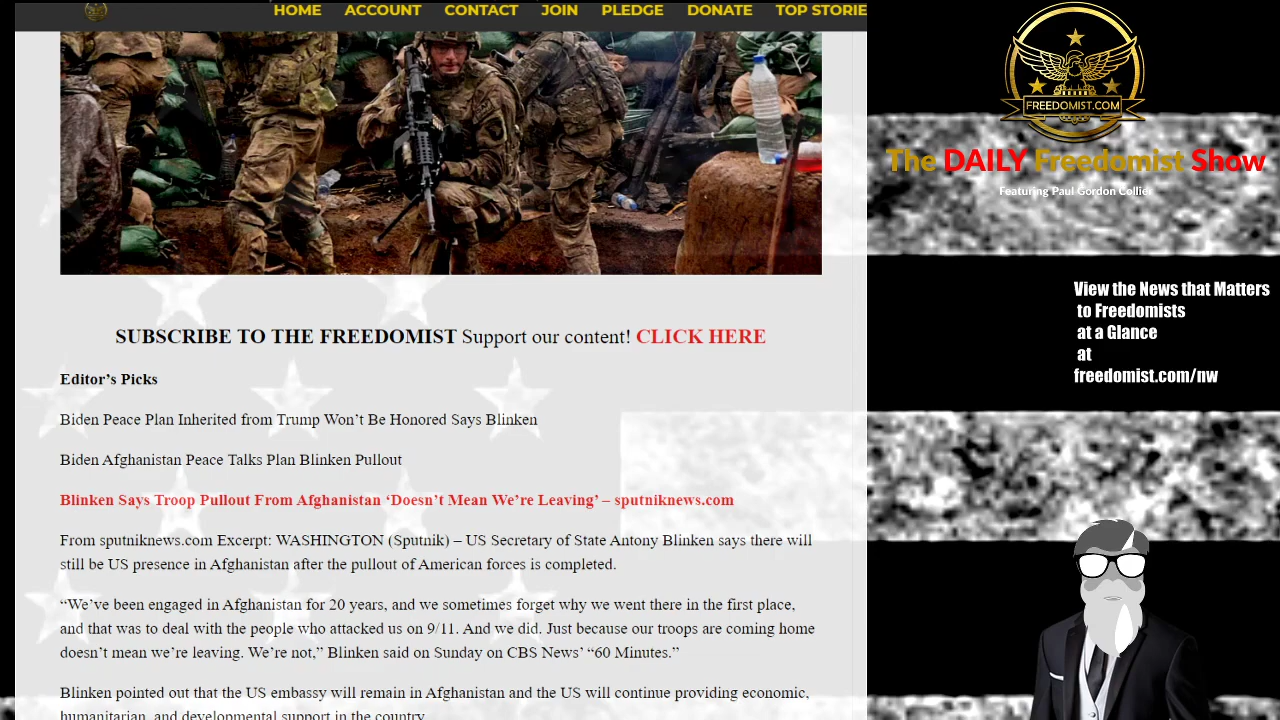 HOME ACCOUNT CONTACT JOIN PLEDGE DONATE TOP STORIE
SUBSCRIBE TO THE FREEDOMIST Support our content! CLICK HERE
Editor’s Picks
Biden Peace Plan Inherited from Trump Won’t Be Honored Says Blinken
Biden Afghanistan Peace Talks Plan Blinken Pullout
Blinken Says Troop Pullout From Afghanistan ‘Doesn’t Mean We’re Leaving’ – sputniknews.com
From sputniknews.com Excerpt: WASHINGTON (Sputnik) – US Secretary of State Antony Blinken says there will
still be US presence in Afghanistan after the pullout of American forces is completed.
“We’ve been engaged in Afghanistan for 20 years, and we sometimes forget why we went there in the first place,
and that was to deal with the people who attacked us on 9/11. And we did. Just because our troops are coming home
doesn’t mean we’re leaving. We’re not,” Blinken said on Sunday on CBS News’ “60 Minutes.”
Blinken pointed out that the US embassy will remain in Afghanistan and the US will continue providing economic,
humanitarian, and developmental support in the country.
FREEDOMIST.COM
The DAILY Freedomist Show
Featuring Paul Gordon Collier
View the News that Matters
to Freedomists
at a Glance
at
freedomist.com/nw